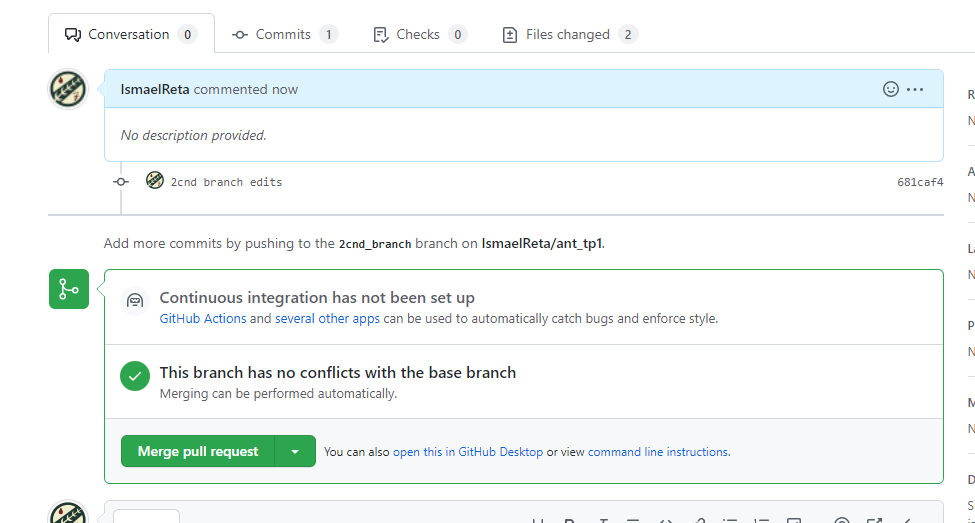 Conversation 0 Commits 1 Checks 0 Files changed 2
IsmaelReta commented now
No description provided.
2cnd branch edits 681caf4
Add more commits by pushing to the 2cnd_branch branch on IsmaelReta/ant_tp1.
Continuous integration has not been set up
GitHub Actions and several other apps can be used to automatically catch bugs and enforce style.
This branch has no conflicts with the base branch
Merging can be performed automatically.
Merge pull request You can also open this in GitHub Desktop or view command line instructions.